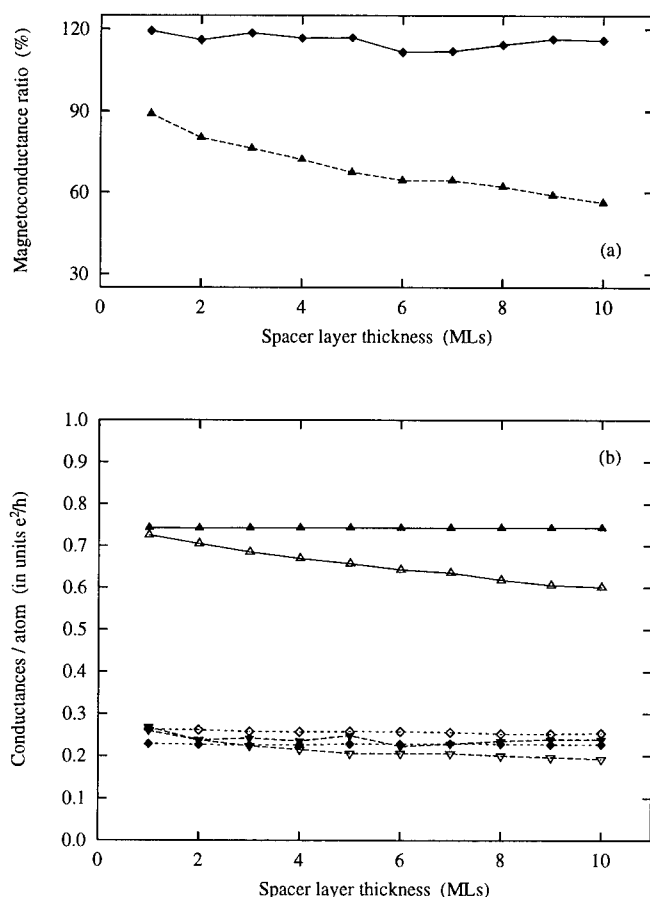 120
90
60
30
Magnetoconductance ratio (%)
(a)
0 2 4 6 8 10
Spacer layer thickness (MLs)
1.0
0.9
0.8
0.7
0.6
0.5
0.4
0.3
0.2
0.1
0.0
Conductances / atom (in units e²/h)
(b)
0 2 4 6 8 10
Spacer layer thickness (MLs)